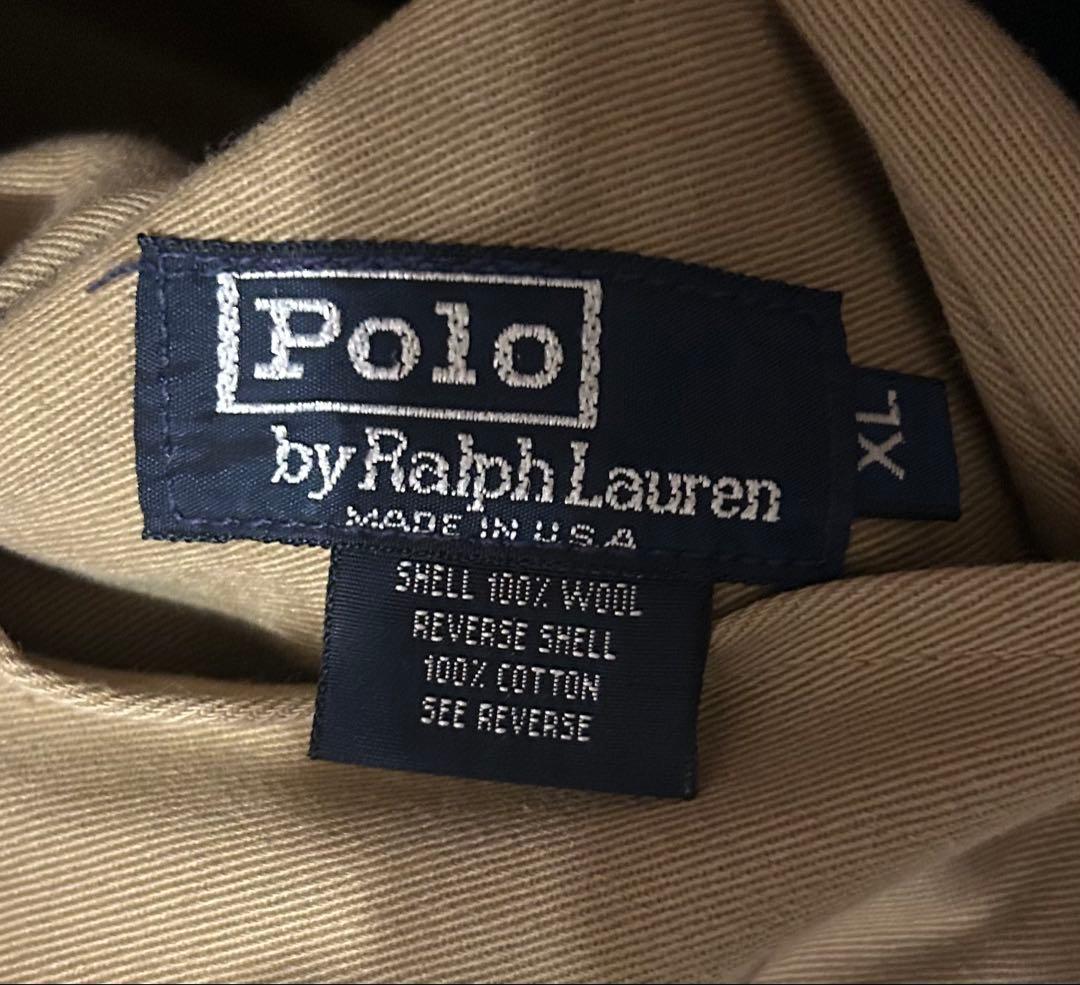 Polo
by Ralph Lauren
MADE IN U.S.A
XL
SHELL 100% WOOL
REVERSE SHELL
100% COTTON
SEE REVERSE